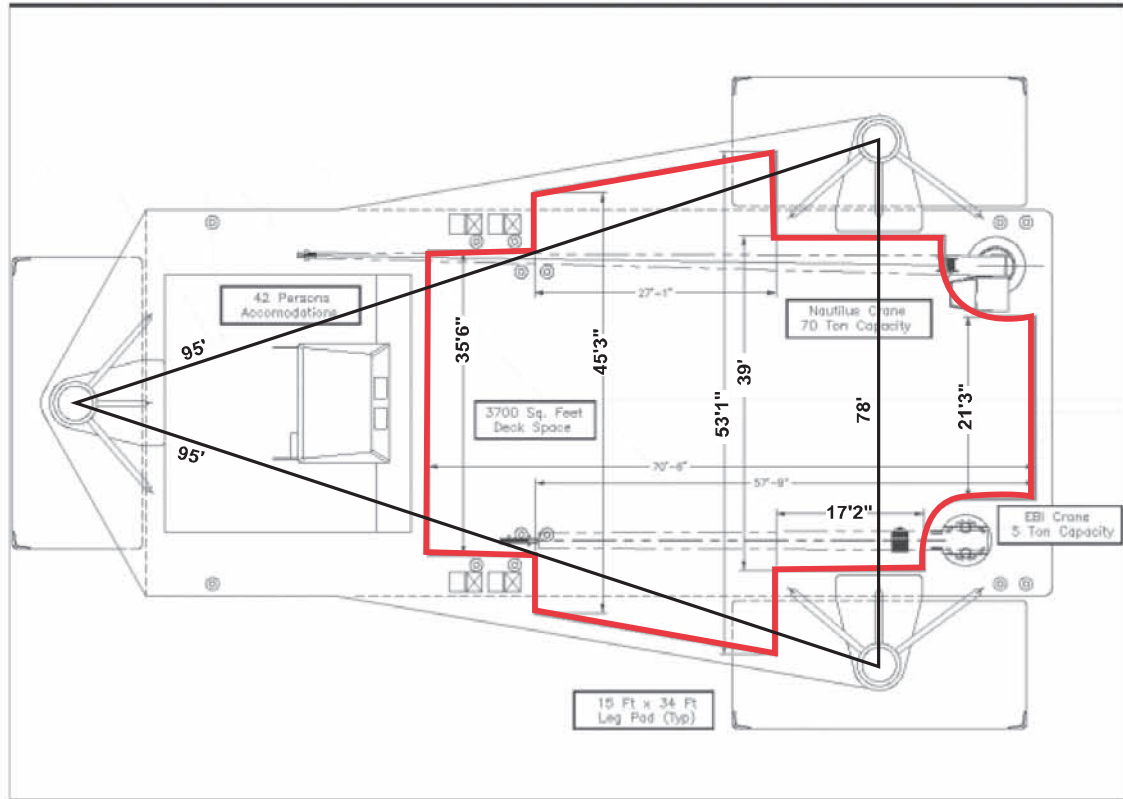 42 Persons
Accomodations
95'
95'
35'6"
27'-1"
45'3"
3700 Sq. Feet
Deck Space
53'1"
39'
Nautilus Crane
70 Ton Capacity
78'
21'3"
57'-9"
17'2"
EBI Crane
5 Ton Capacity
15 Ft x 34 Ft
Leg Pad (Typ)